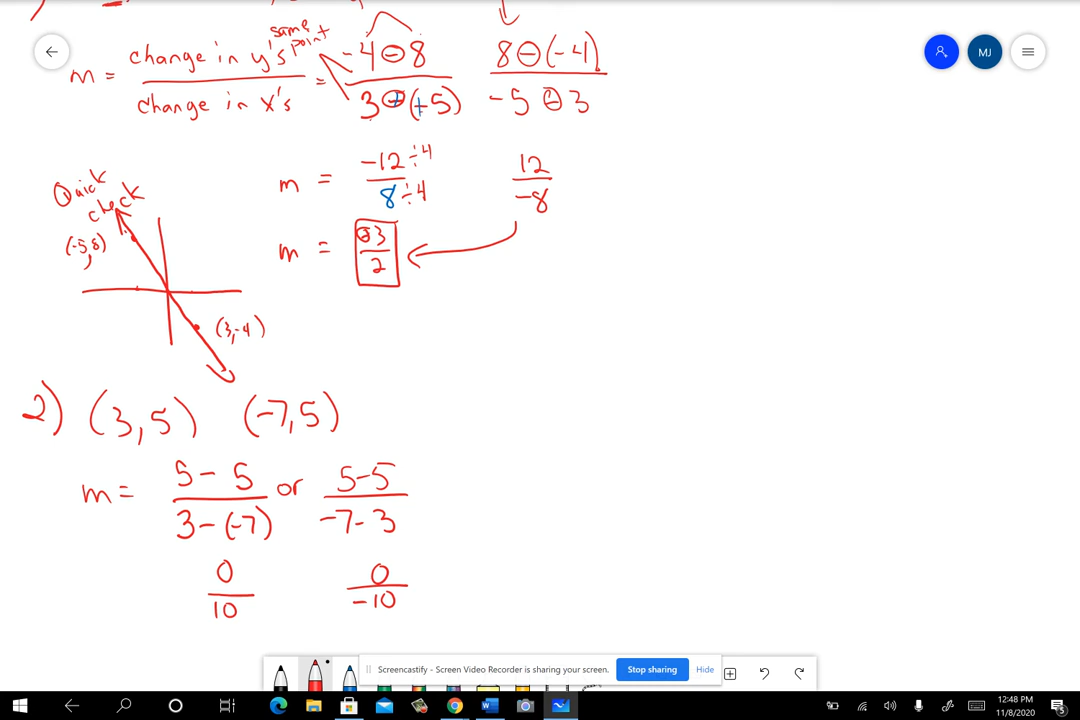 same point
m = change in y's / change in x's = -4 - 8 / 3 + (+5)    8 - (-4) / -5 - 3
m = -12 ÷4 / 8 ÷4    12 / -8
Quick check
m = -3 / 2
(-5,8)
(3,-4)
2) (3,5) (-7,5)
m = 5 - 5 / 3 - (-7) or 5-5 / -7-3
0 / 10    0 / -10
MJ
Screencastify - Screen Video Recorder is sharing your screen. Stop sharing Hide
12:48 PM
11/8/2020
5